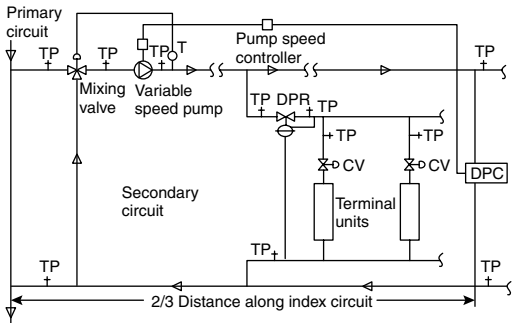 Primary
circuit
TP
TP
TP
T
Pump speed
controller
TP
Mixing
valve
Variable
speed pump
TP
DPR
TP
TP
TP
CV
CV
DPC
Secondary
circuit
Terminal
units
TP
TP
TP
2/3 Distance along index circuit